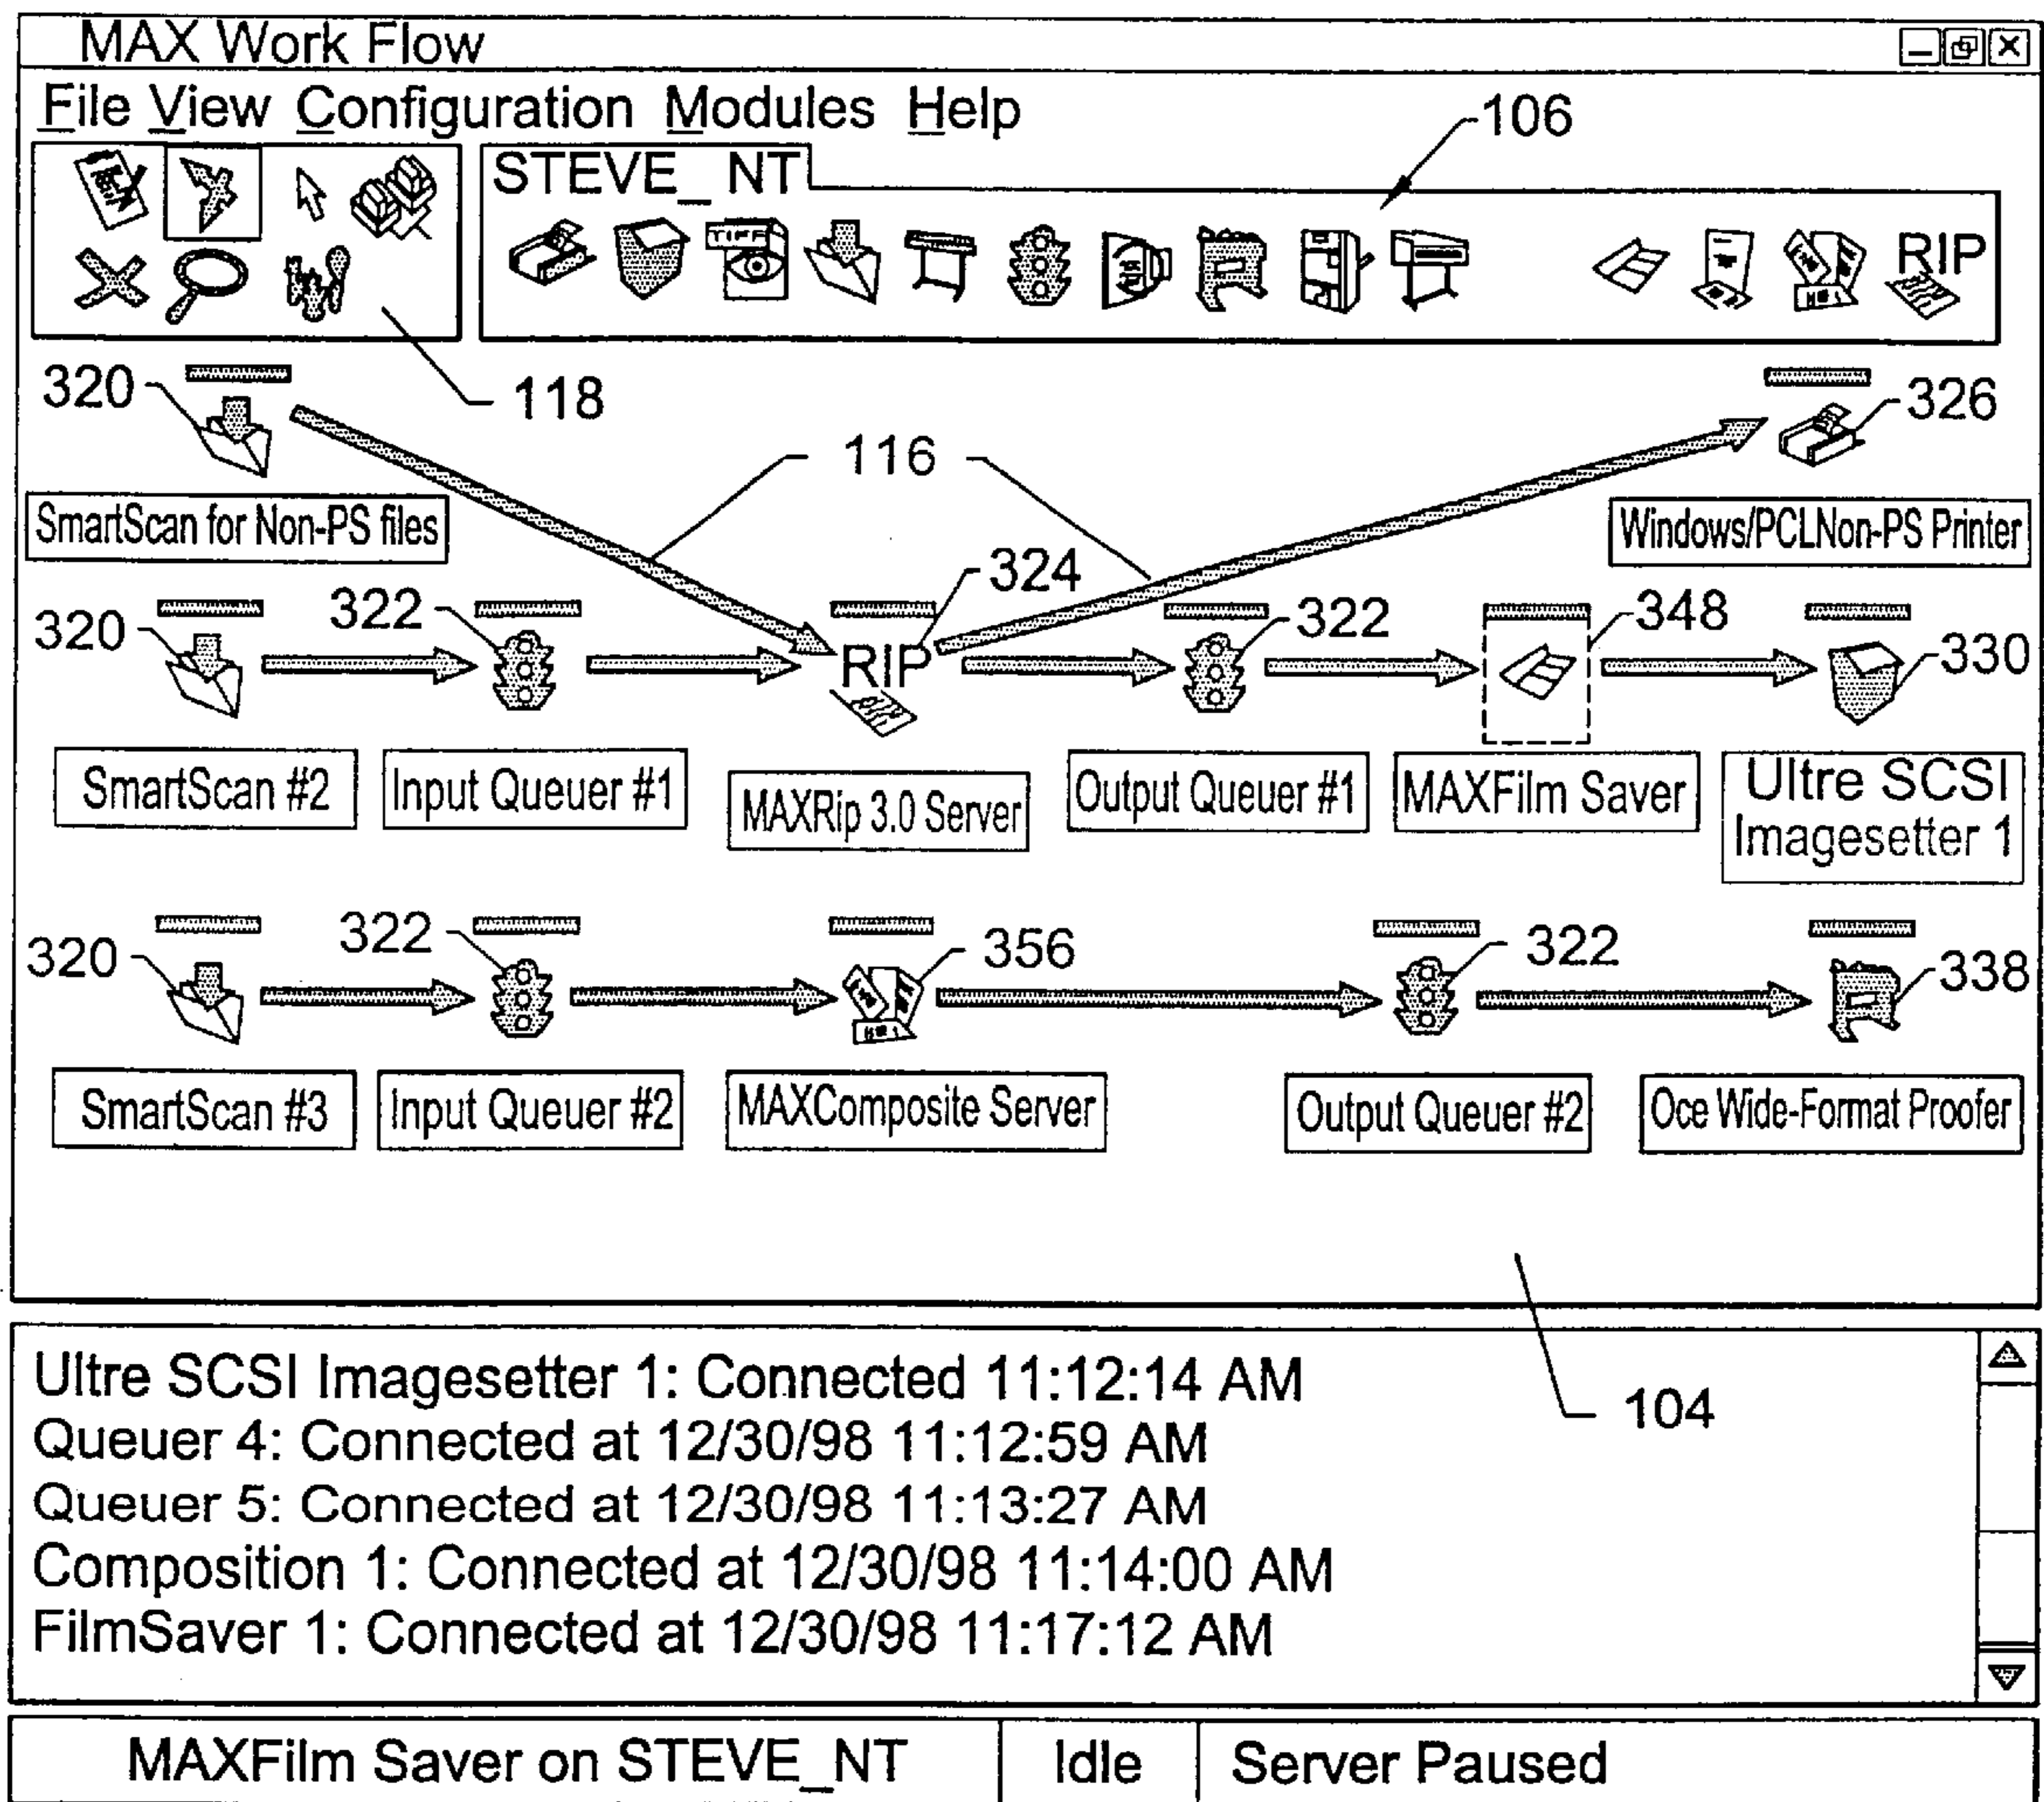 MAX Work Flow
File View Configuration Modules Help
106
STEVE_NT
TIFF
RIP
118
320
326
116
SmartScan for Non-PS files
Windows/PCLNon-PS Printer
324
320
322
322
348
330
RIP
SmartScan #2
Input Queuer #1
MAXRip 3.0 Server
Output Queuer #1
MAXFilm Saver
Ultre SCSI
Imagesetter 1
320
322
356
322
338
SmartScan #3
Input Queuer #2
MAXComposite Server
Output Queuer #2
Oce Wide-Format Proofer
Ultre SCSI Imagesetter 1: Connected 11:12:14 AM
104
Queuer 4: Connected at 12/30/98 11:12:59 AM
Queuer 5: Connected at 12/30/98 11:13:27 AM
Composition 1: Connected at 12/30/98 11:14:00 AM
FilmSaver 1: Connected at 12/30/98 11:17:12 AM
MAXFilm Saver on STEVE_NT
Idle
Server Paused